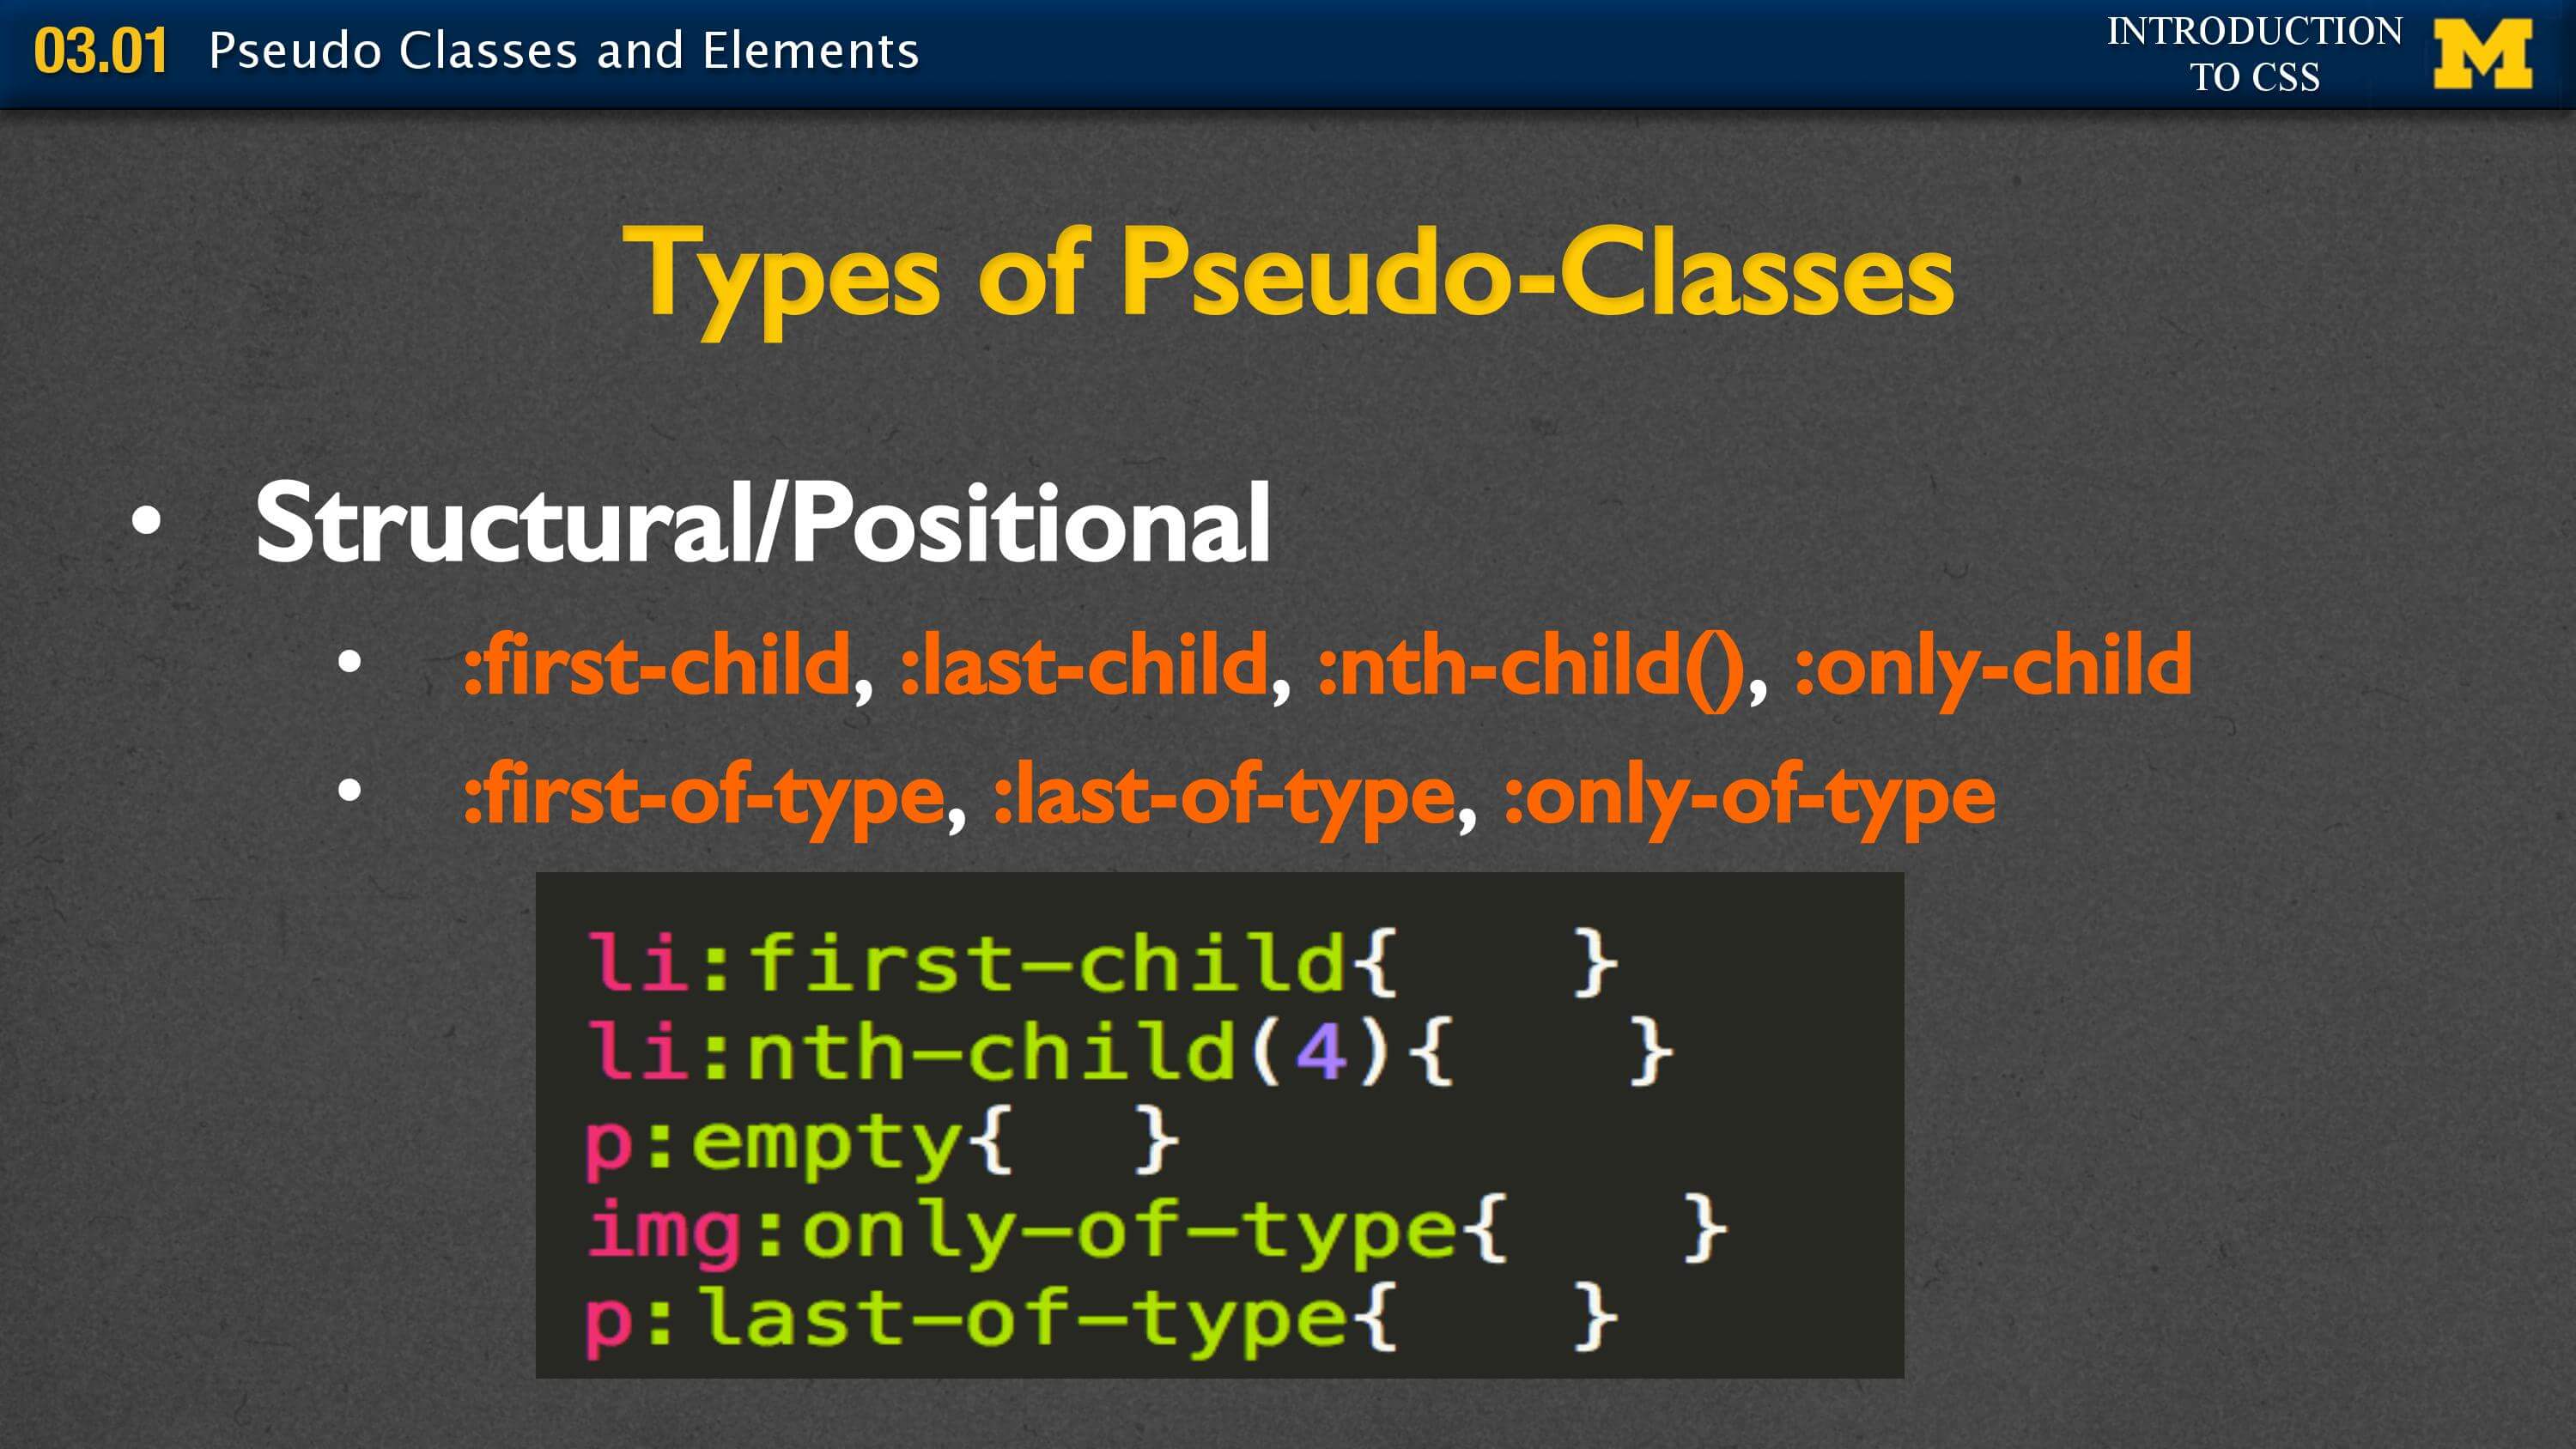 03.01 Pseudo Classes and Elements
INTRODUCTION
TO CSS
M
Types of Pseudo-Classes
• Structural/Positional
• :first-child, :last-child, :nth-child(), :only-child
• :first-of-type, :last-of-type, :only-of-type
li:first-child{   }
li:nth-child(4){   }
p:empty{  }
img:only-of-type{   }
p:last-of-type{   }